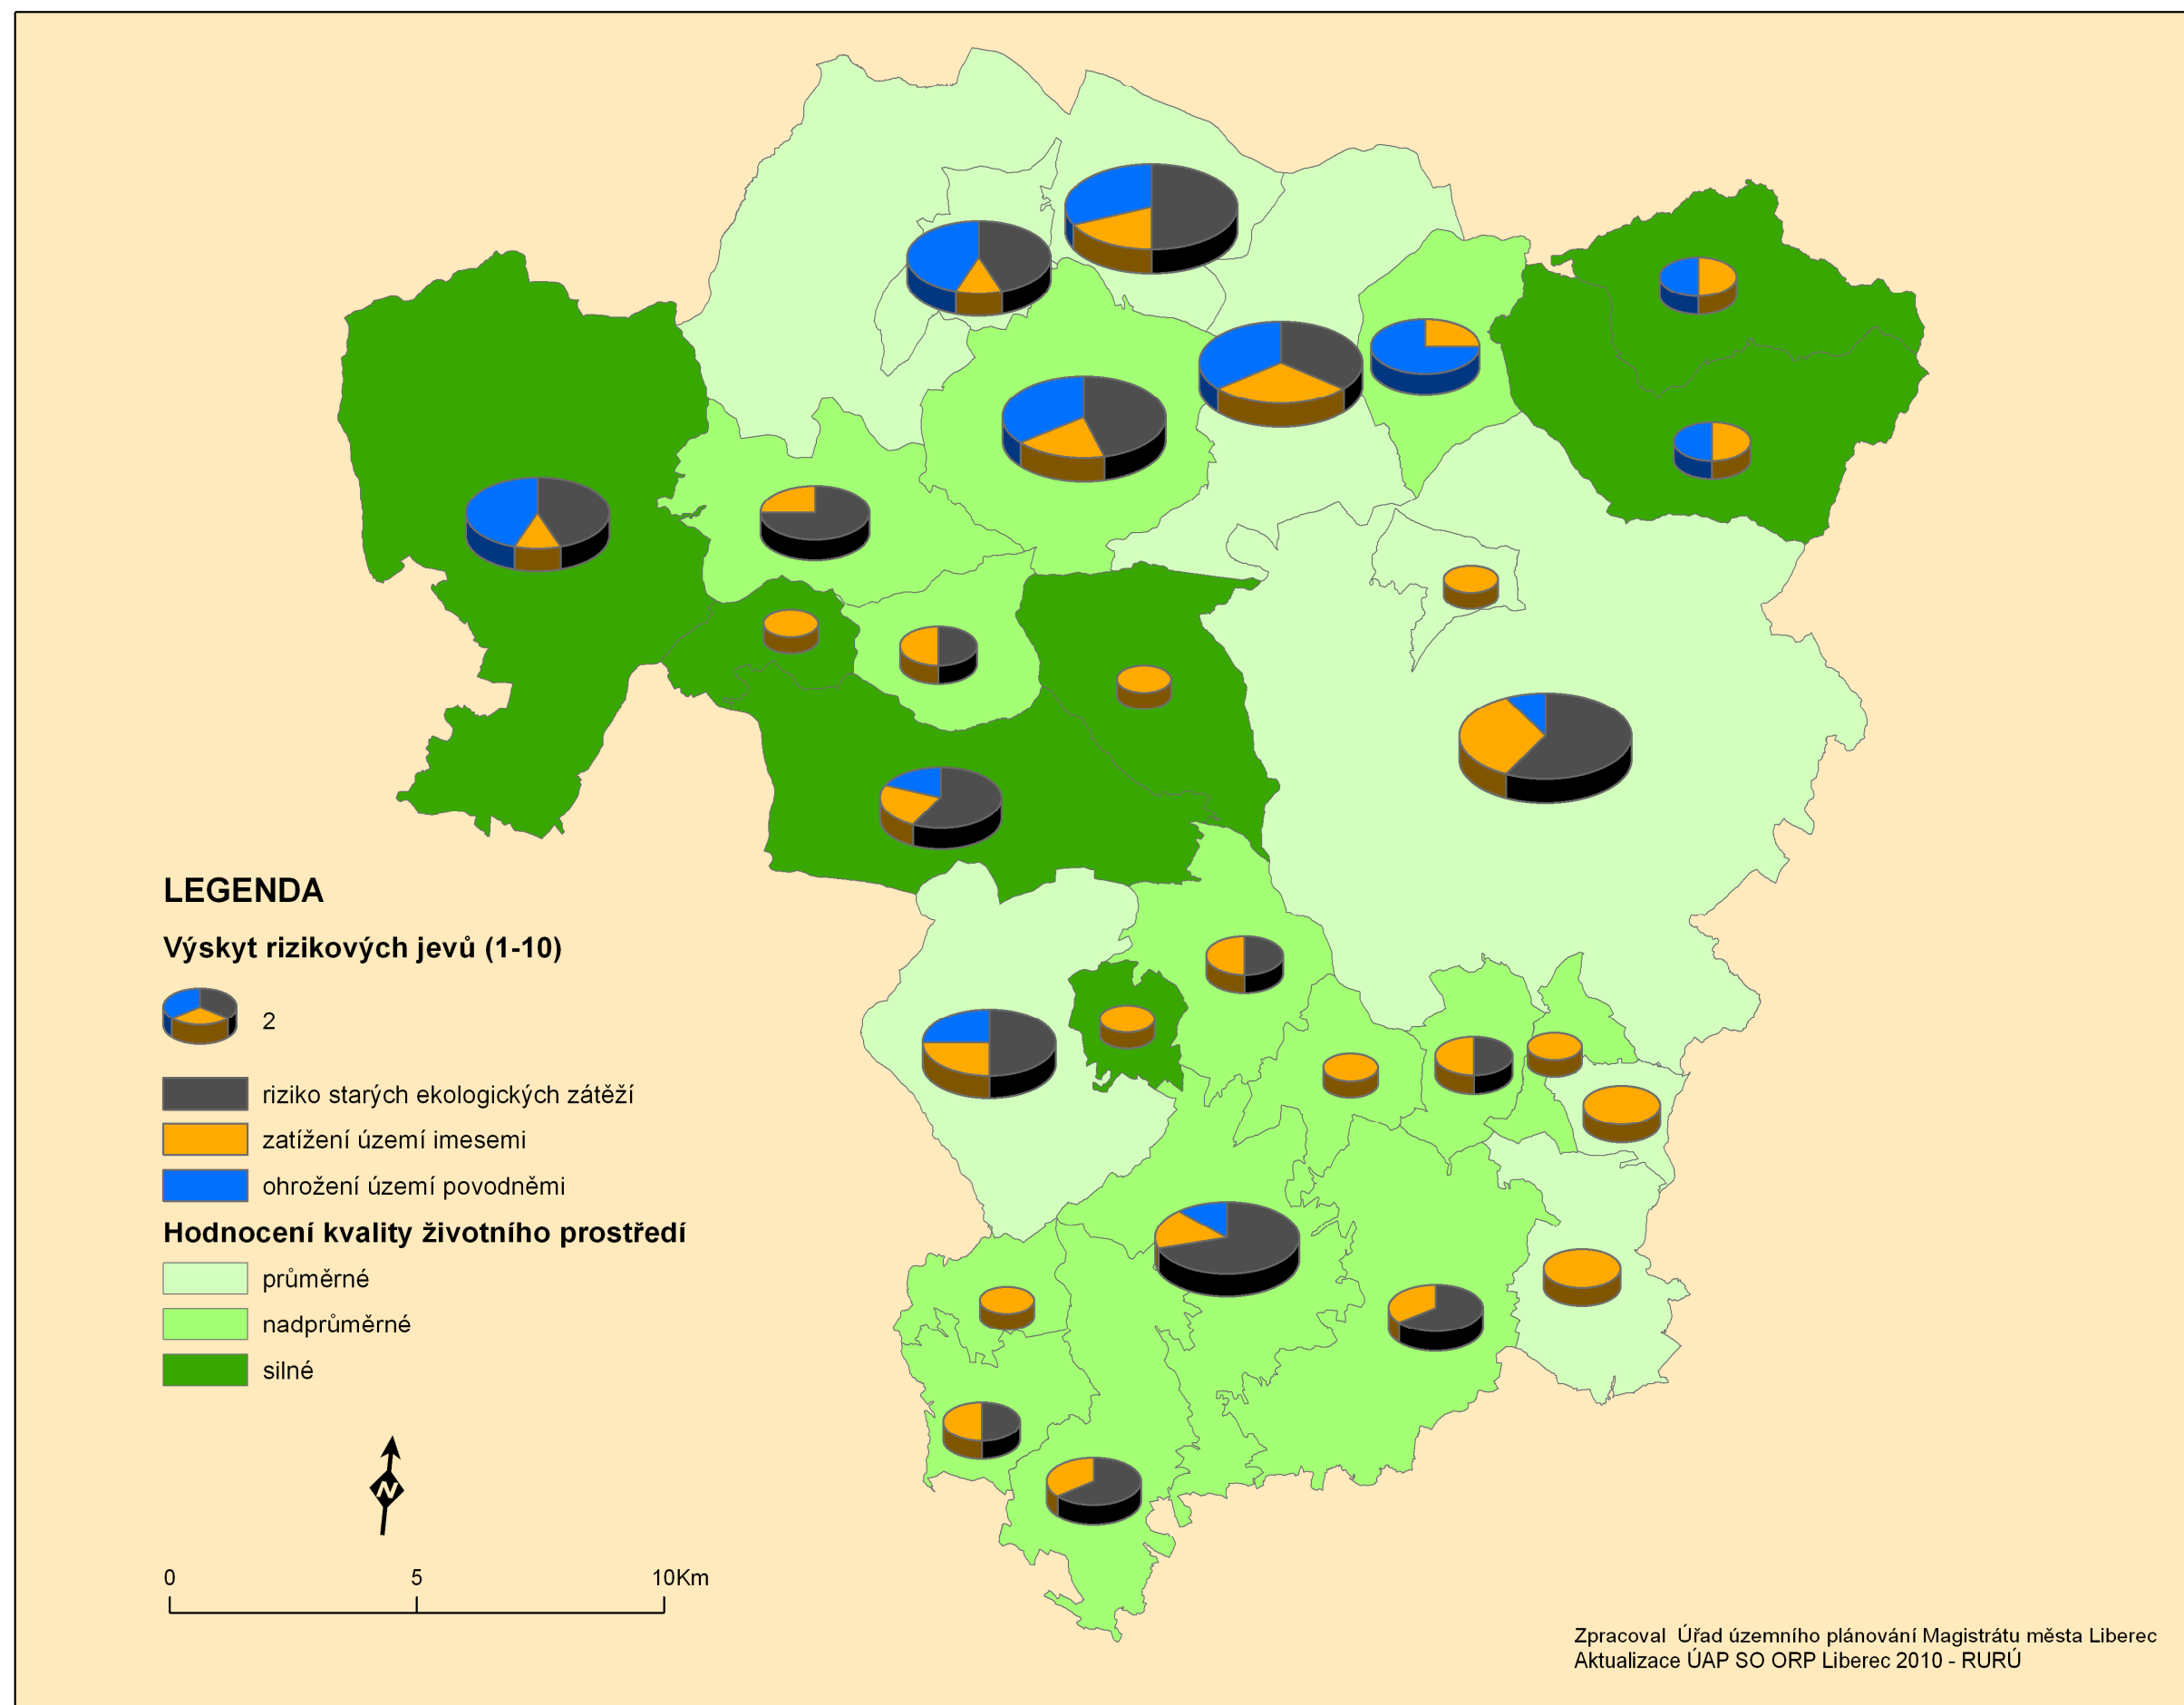 LEGENDA
Výskyt rizikových jevů (1-10)
2
riziko starých ekologických zátěží
zatížení území imesemi
ohrožení území povodněmi
Hodnocení kvality životního prostředí
průměrné
nadprůměrné
silné
N
0 5 10Km
Zpracoval Úřad územního plánování Magistrátu města Liberec
Aktualizace ÚAP SO ORP Liberec 2010 - RURÚ